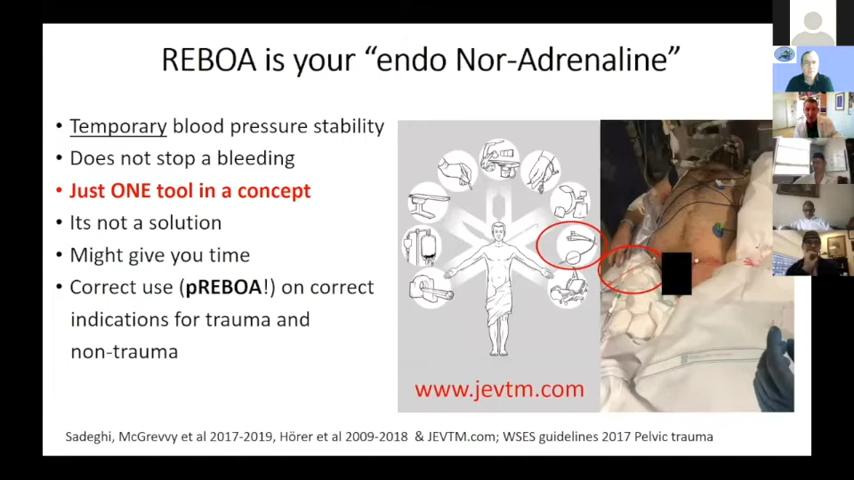 REBOA is your “endo Nor-Adrenaline”
• Temporary blood pressure stability
• Does not stop a bleeding
• Just ONE tool in a concept
• Its not a solution
• Might give you time
• Correct use (pREBOA!) on correct
indications for trauma and
non-trauma
www.jevtm.com
Sadeghi, McGrevvy et al 2017-2019, Hörer et al 2009-2018 & JEVTM.com; WSES guidelines 2017 Pelvic trauma